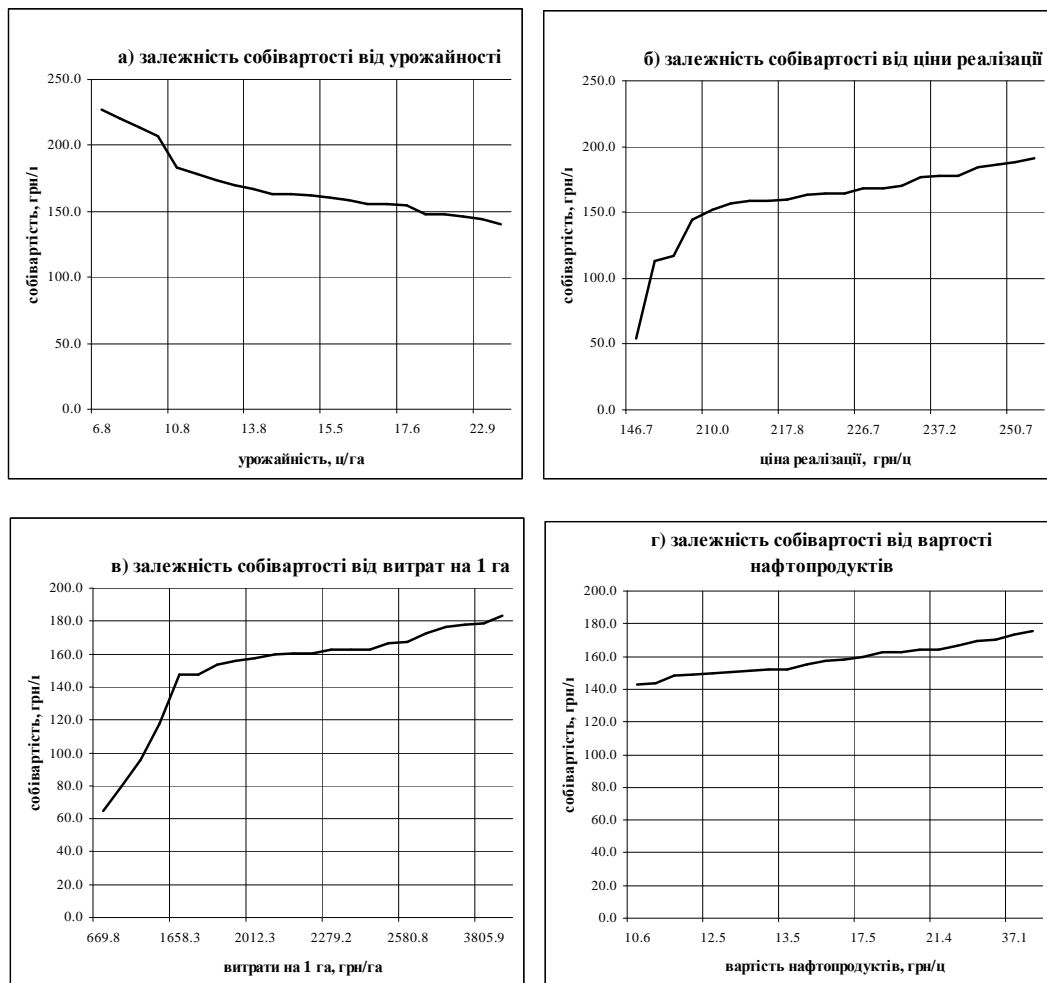 а) залежність собівартості від урожайності
250.0
200.0
150.0
100.0
50.0
0.0
собівартість, грн/ц
6.8 10.8 13.8 15.5 17.6 22.9
урожайність, ц/га
б) залежність собівартості від ціни реалізації
250.0
200.0
150.0
100.0
50.0
0.0
собівартість, грн/ц
146.7 210.0 217.8 226.7 237.2 250.7
ціна реалізації, грн/ц
в) залежність собівартості від витрат на 1 га
200.0
180.0
160.0
140.0
120.0
100.0
80.0
60.0
40.0
20.0
0.0
собівартість, грн/ц
669.8 1658.3 2012.3 2279.2 2580.8 3805.9
витрати на 1 га, грн/га
г) залежність собівартості від вартості
нафтопродуктів
200.0
180.0
160.0
140.0
120.0
100.0
80.0
60.0
40.0
20.0
0.0
собівартість, грн/ц
10.6 12.5 13.5 17.5 21.4 37.1
вартість нафтопродуктів, грн/ц